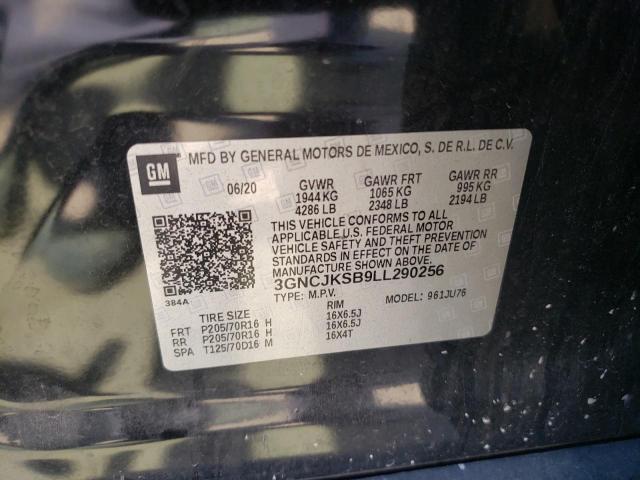 GM
MFD BY GENERAL MOTORS DE MEXICO, S. DE R.L. DE C.V.
06/20 GVWR GAWR FRT GAWR RR
1944 KG 1065 KG 995 KG
4286 LB 2348 LB 2194 LB
THIS VEHICLE CONFORMS TO ALL
APPLICABLE U.S. FEDERAL MOTOR
VEHICLE SAFETY AND THEFT PREVENTION
STANDARDS IN EFFECT ON THE DATE OF
MANUFACTURE SHOWN ABOVE.
384A
3GNCJKSB9LL290256
TYPE: M.P.V. MODEL: 961JU76
TIRE SIZE RIM
FRT P205/70R16 H 16X6.5J
RR P205/70R16 H 16X6.5J
SPA T125/70D16 M 16X4T